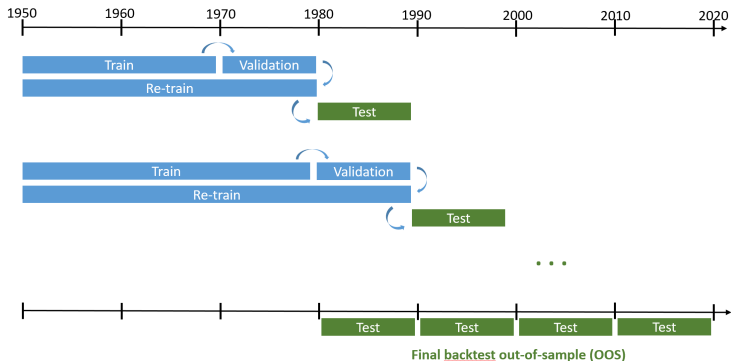 1950 1960 1970 1980 1990 2000 2010 2020
Train Validation
Re-train
Test
Train Validation
Re-train
Test
...
Test Test Test Test
Final backtest out-of-sample (OOS)